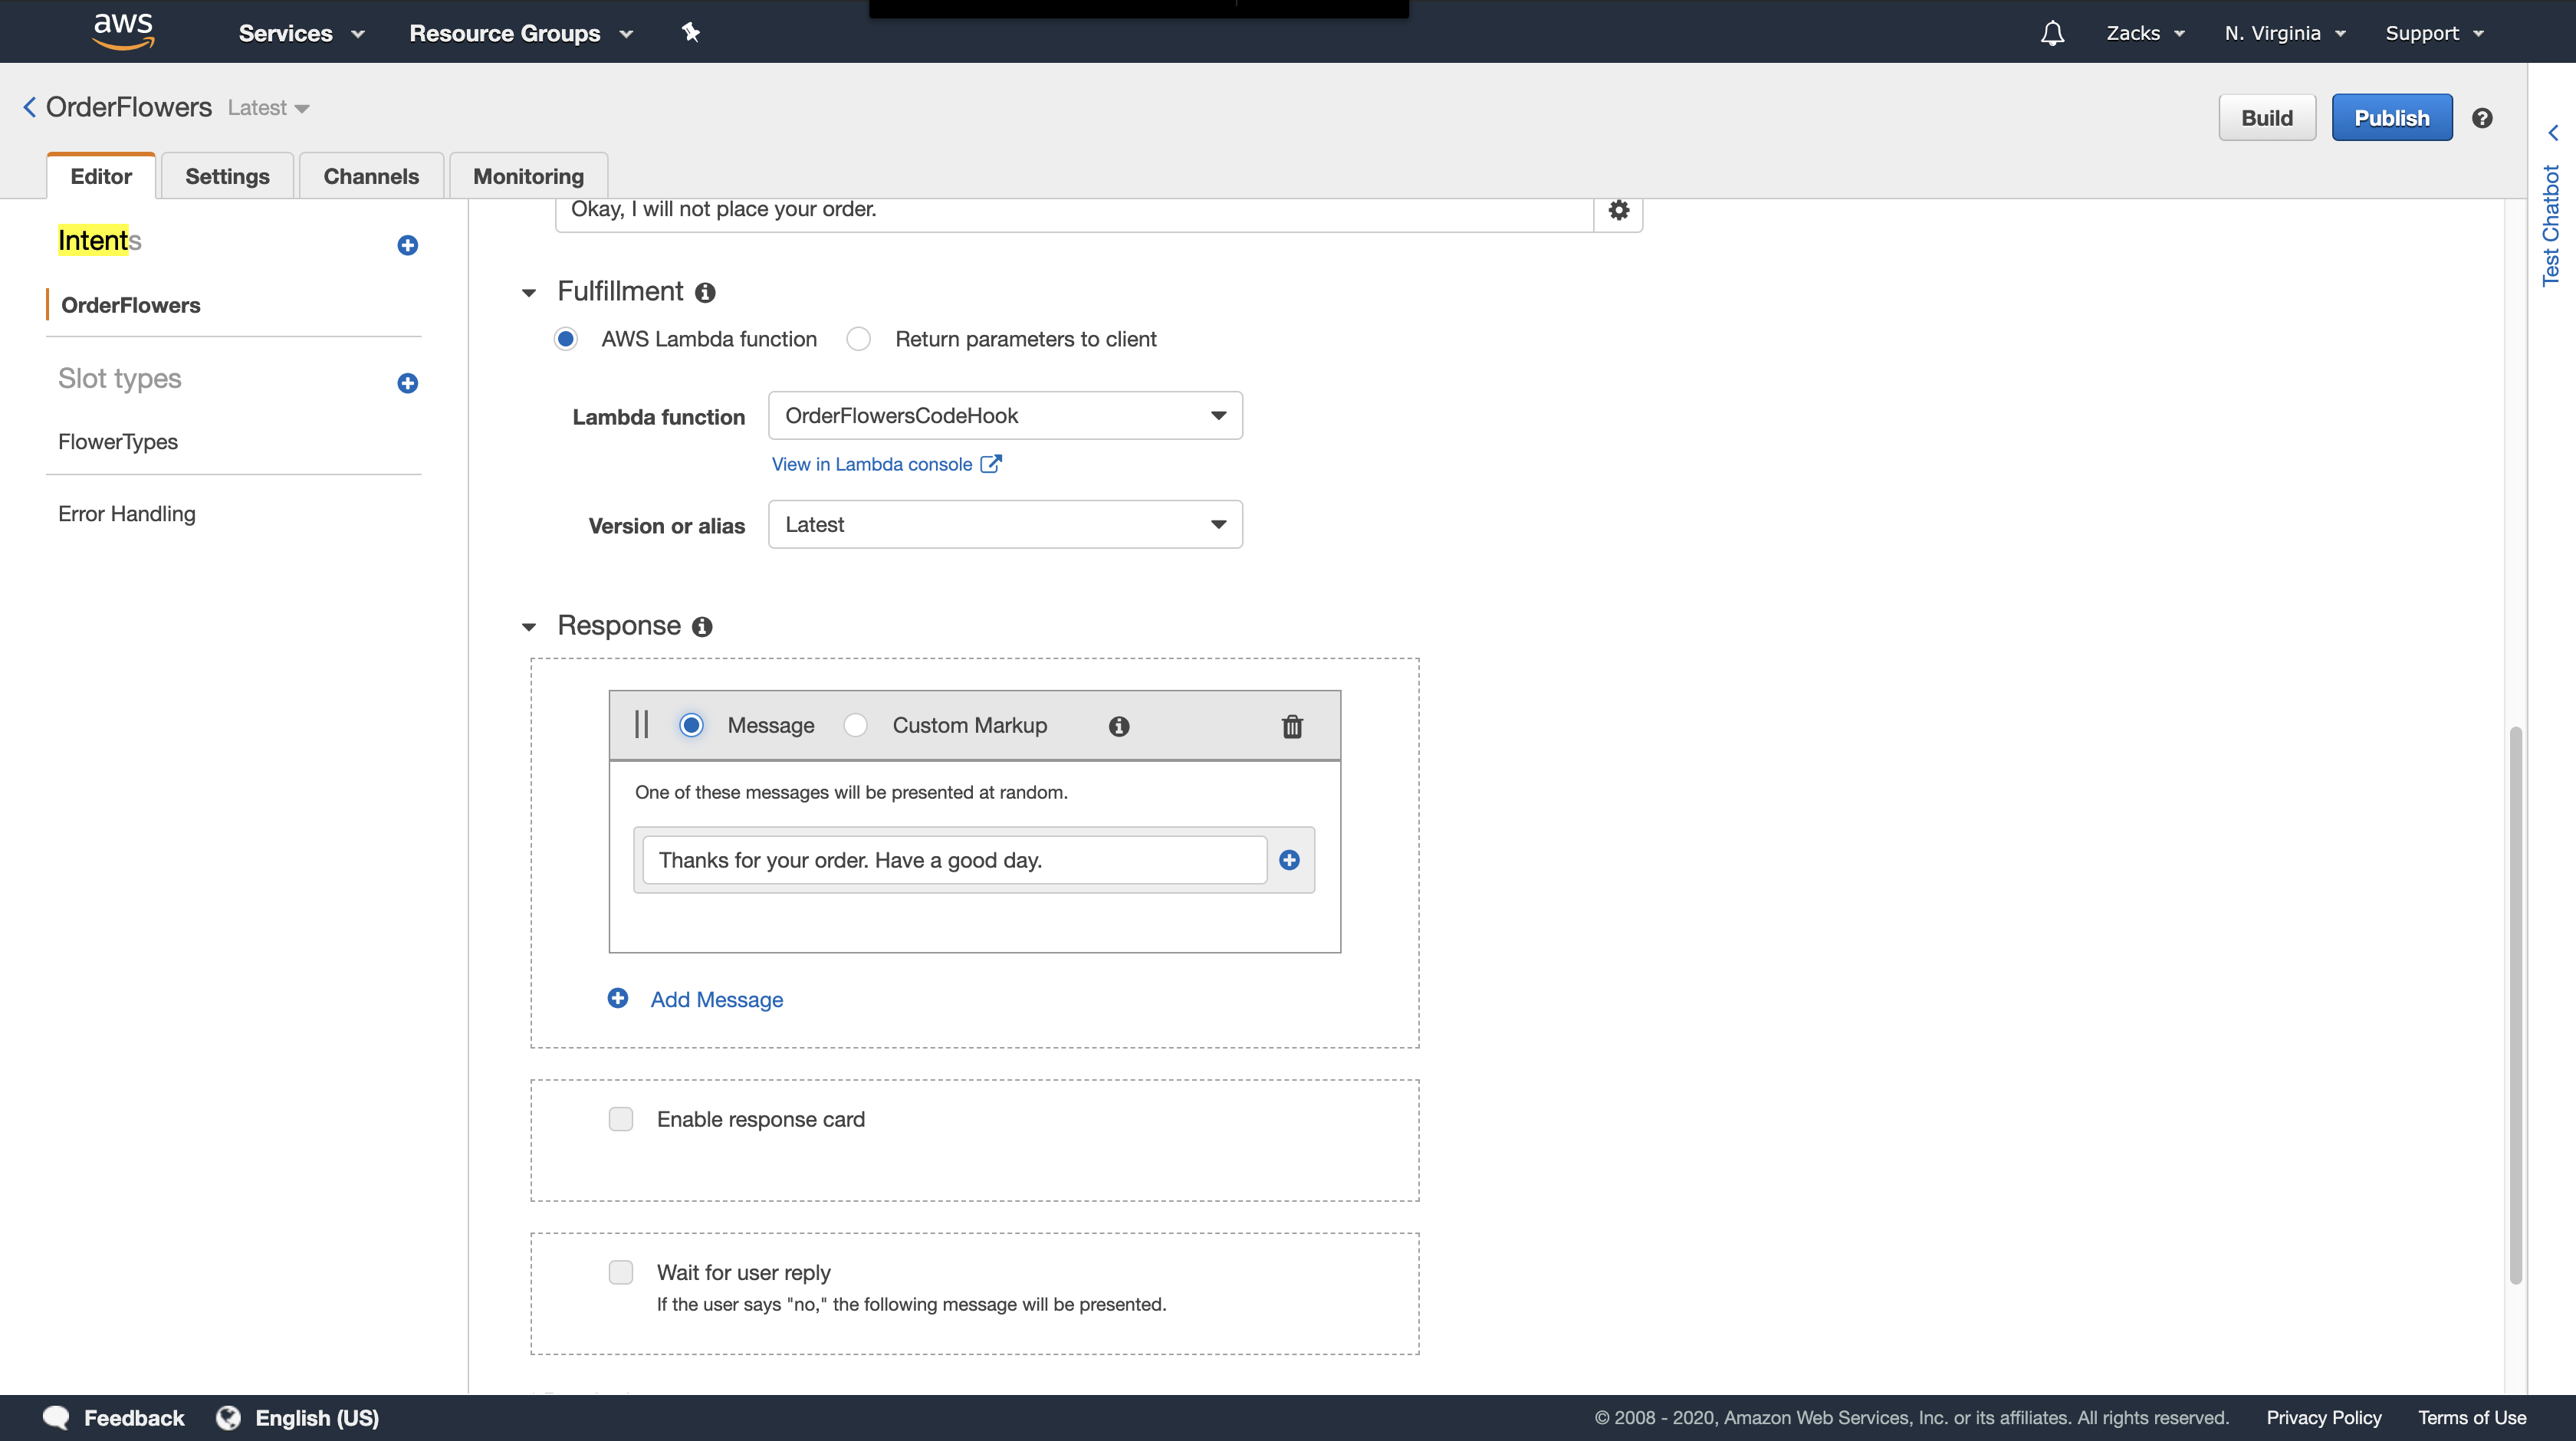 aws Services Resource Groups Zacks N. Virginia Support
OrderFlowers Latest
Build Publish
Editor Settings Channels Monitoring
Test Chatbot
Intents
OrderFlowers
Slot types
FlowerTypes
Error Handling
Okay, I will not place your order.
Fulfillment
AWS Lambda function Return parameters to client
Lambda function OrderFlowersCodeHook
View in Lambda console
Version or alias Latest
Response
Message Custom Markup
One of these messages will be presented at random.
Thanks for your order. Have a good day.
Add Message
Enable response card
Wait for user reply
If the user says "no," the following message will be presented.
Feedback English (US) © 2008 - 2020, Amazon Web Services, Inc. or its affiliates. All rights reserved. Privacy Policy Terms of Use